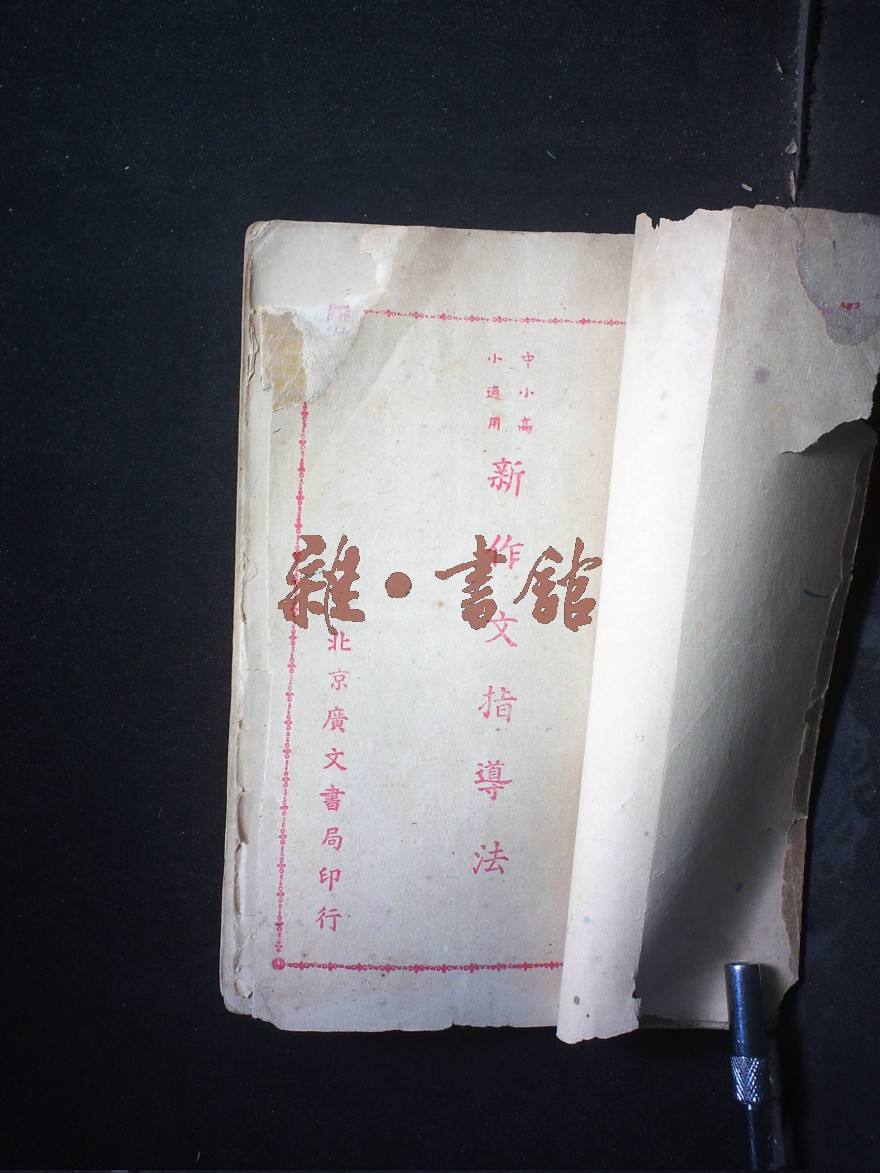 中小高
小適用
新作文指導法
北京廣文書局印行
雜·書館